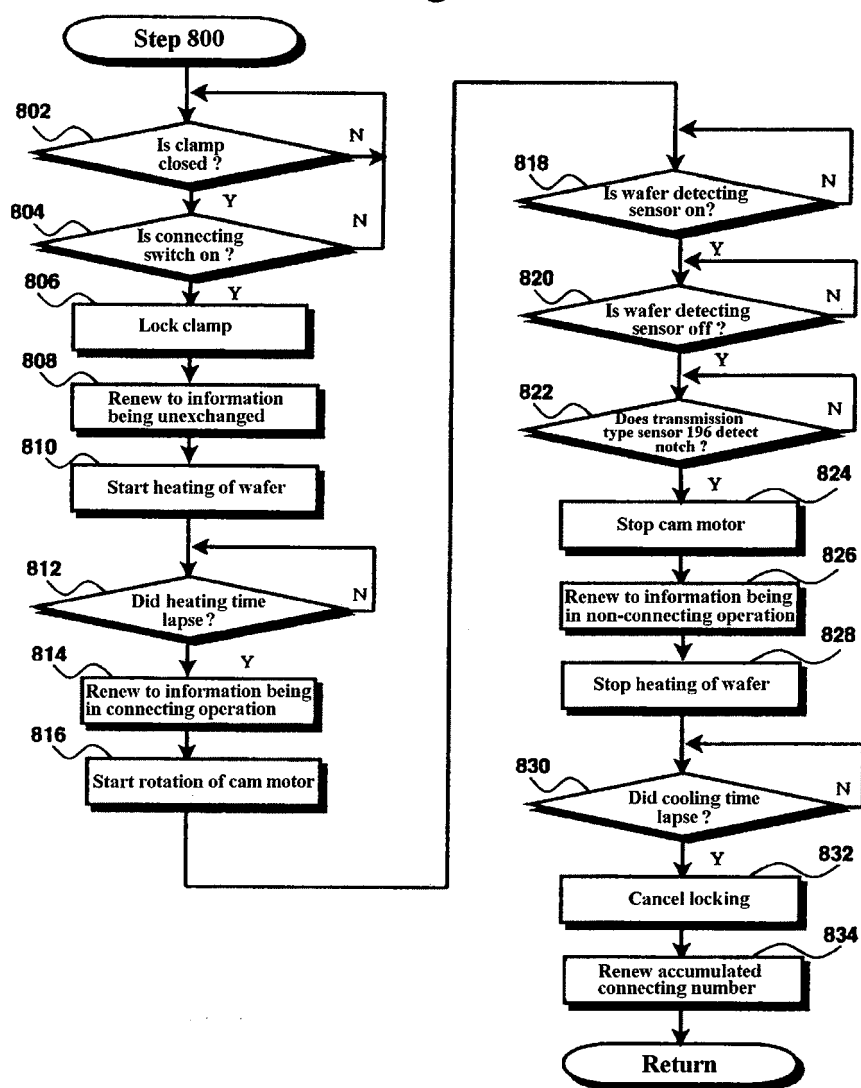 Step 800
802
Is clamp
closed ?
N
Y
804
Is connecting
switch on ?
N
Y
806
Lock clamp
808
Renew to information
being unexchanged
810
Start heating of wafer
812
Did heating time
lapse ?
N
Y
814
Renew to information being
in connecting operation
816
Start rotation of cam motor
818
Is wafer detecting
sensor on?
N
Y
820
Is wafer detecting
sensor off ?
N
Y
822
Does transmission
type sensor 196 detect
notch ?
N
Y
824
Stop cam motor
826
Renew to information being
in non-connecting operation
828
Stop heating of wafer
830
Did cooling time
lapse ?
N
Y
832
Cancel locking
834
Renew accumulated
connecting number
Return